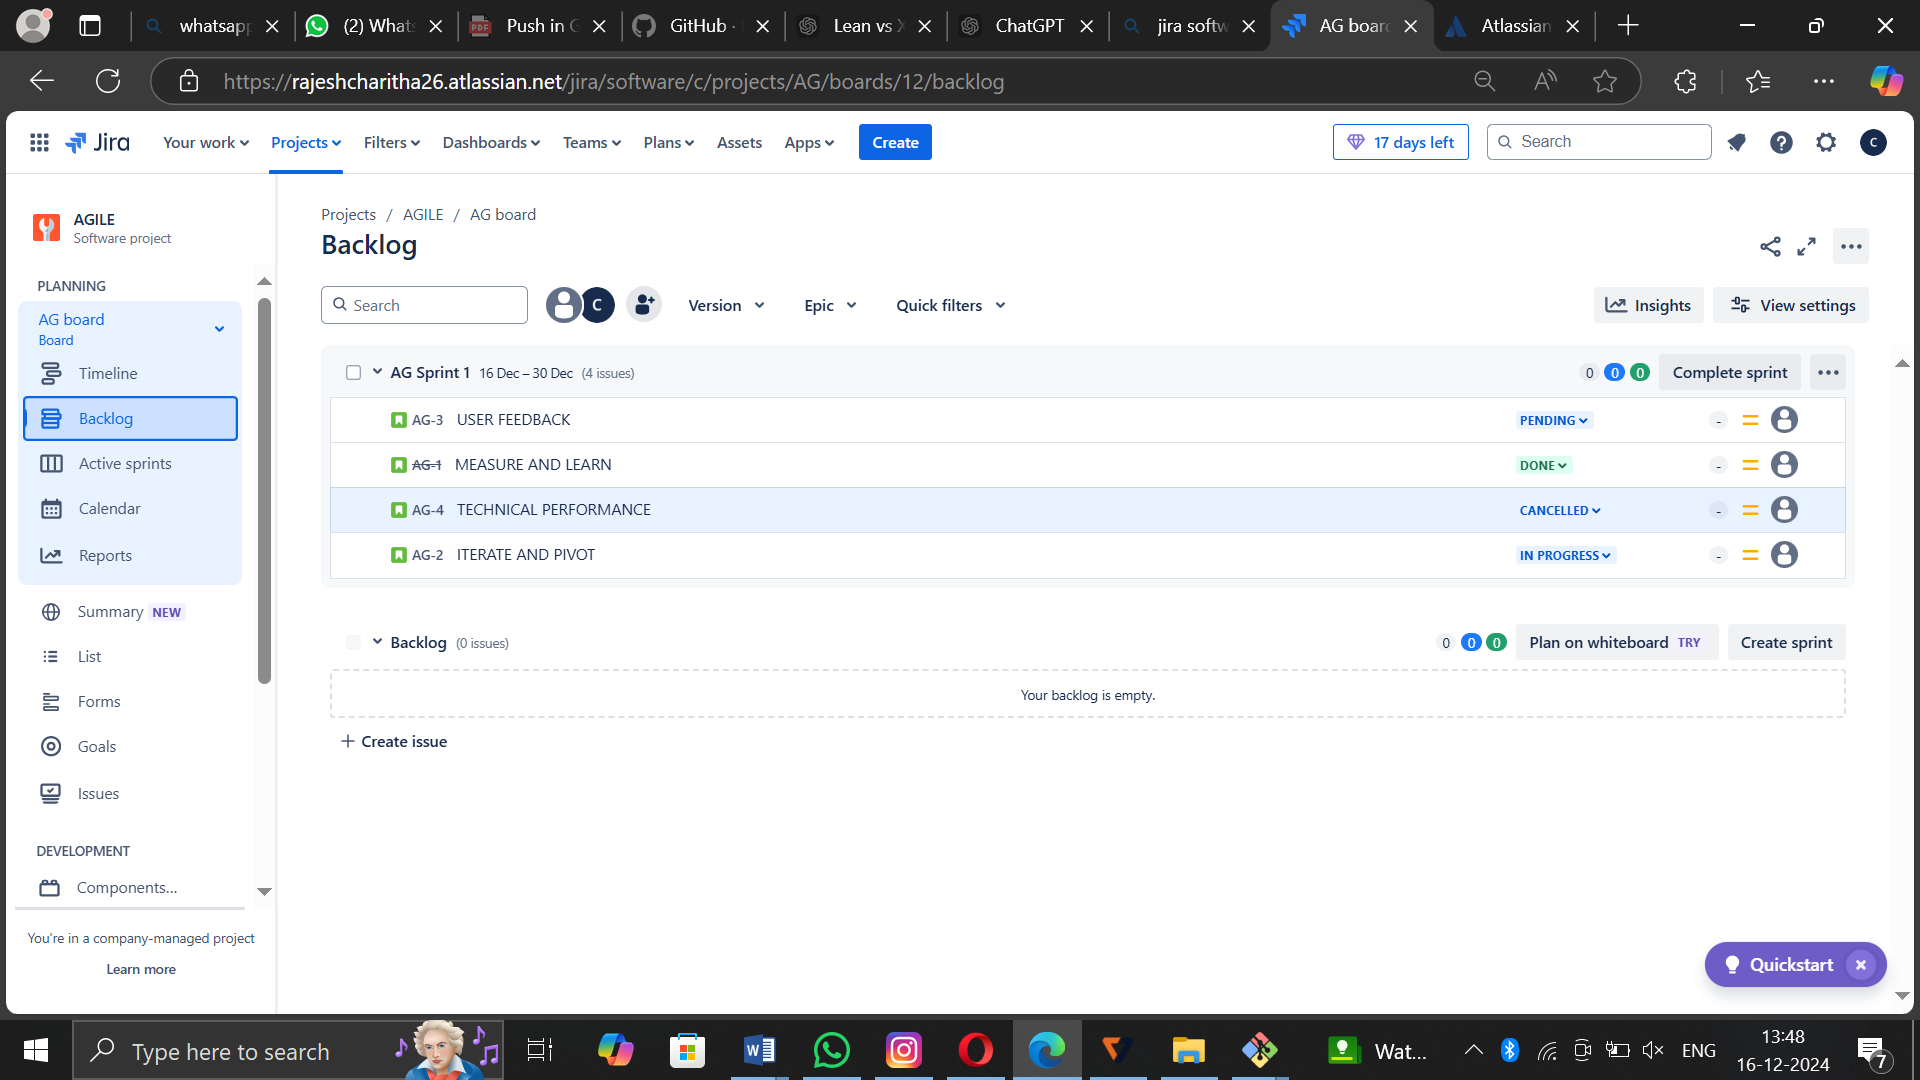 whatsapp
(2) Whats
Push in G
GitHub ·
Lean vs X
ChatGPT
jira softw
AG board
Atlassian
https://rajeshcharitha26.atlassian.net/jira/software/c/projects/AG/boards/12/backlog
Jira
Your work
Projects
Filters
Dashboards
Teams
Plans
Assets
Apps
Create
17 days left
Search
C
AGILE
Software project
PLANNING
AG board
Board
Timeline
Backlog
Active sprints
Calendar
Reports
Summary NEW
List
Forms
Goals
Issues
DEVELOPMENT
Components...
You're in a company-managed project
Learn more
Projects / AGILE / AG board
Backlog
Search
C
Version
Epic
Quick filters
Insights
View settings
AG Sprint 1 16 Dec – 30 Dec (4 issues)
0 0 0 Complete sprint
AG-3 USER FEEDBACK PENDING -
AG-1 MEASURE AND LEARN DONE -
AG-4 TECHNICAL PERFORMANCE CANCELLED -
AG-2 ITERATE AND PIVOT IN PROGRESS -
Backlog (0 issues)
0 0 0 Plan on whiteboard TRY Create sprint
Your backlog is empty.
+ Create issue
Quickstart
Type here to search
Wat...
ENG
13:48
16-12-2024
7